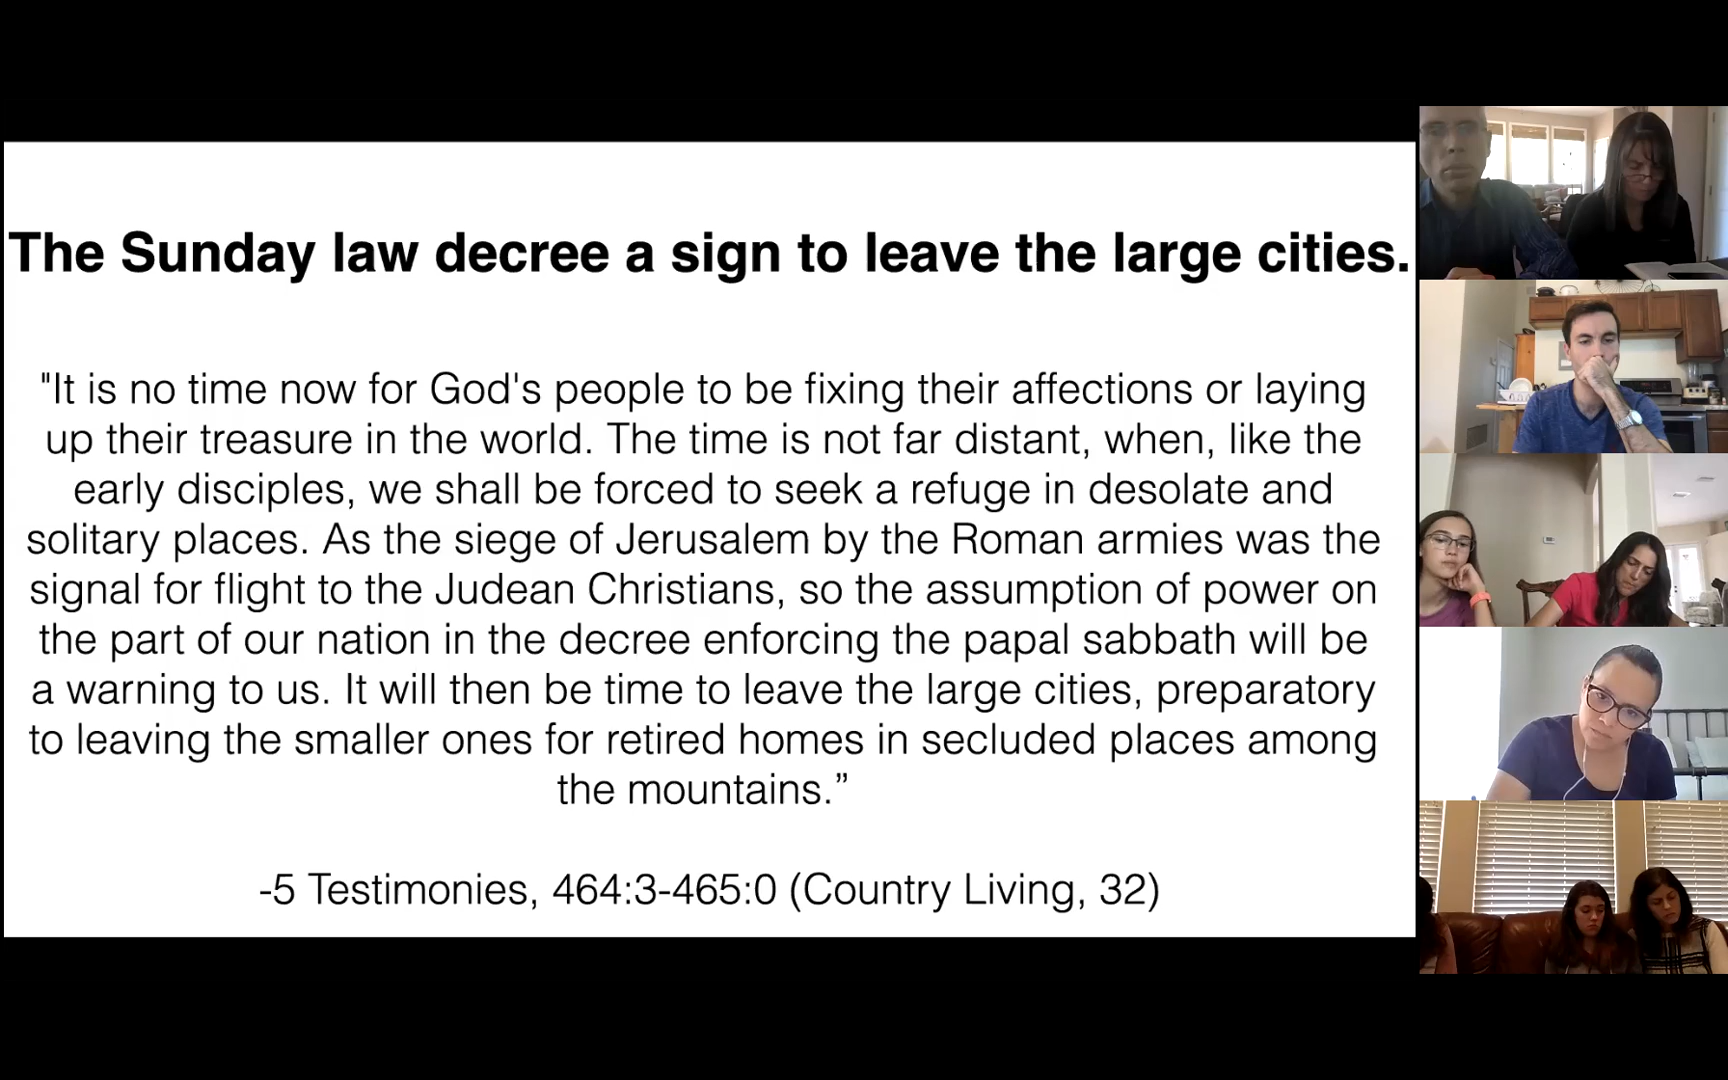 The Sunday law decree a sign to leave the large cities.
"It is no time now for God's people to be fixing their affections or laying
up their treasure in the world. The time is not far distant, when, like the
early disciples, we shall be forced to seek a refuge in desolate and
solitary places. As the siege of Jerusalem by the Roman armies was the
signal for flight to the Judean Christians, so the assumption of power on
the part of our nation in the decree enforcing the papal sabbath will be
a warning to us. It will then be time to leave the large cities, preparatory
to leaving the smaller ones for retired homes in secluded places among
the mountains.”
-5 Testimonies, 464:3-465:0 (Country Living, 32)